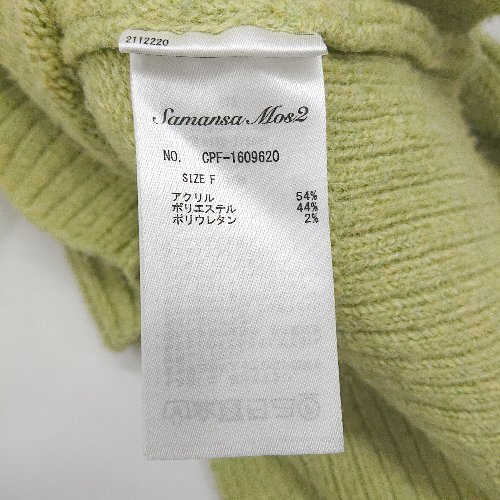 2112220
Samansa Mos2
NO. CPF-1609620
SIZE F
アクリル 54%
ポリエステル 44%
ポリウレタン 2%